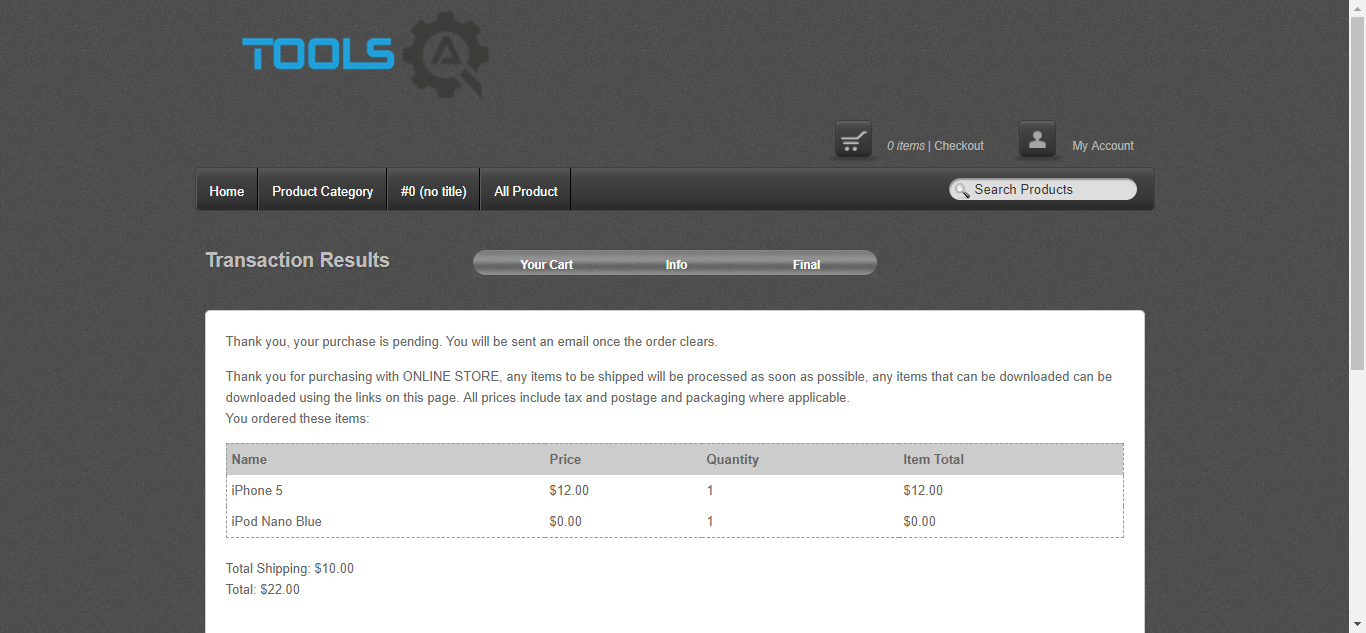 TOOLS QA
0 items | Checkout
My Account
Home
Product Category
#0 (no title)
All Product
Search Products
Transaction Results
Your Cart
Info
Final
Thank you, your purchase is pending. You will be sent an email once the order clears.
Thank you for purchasing with ONLINE STORE, any items to be shipped will be processed as soon as possible, any items that can be downloaded can be
downloaded using the links on this page. All prices include tax and postage and packaging where applicable.
You ordered these items:
Name Price Quantity Item Total
iPhone 5 $12.00 1 $12.00
iPod Nano Blue $0.00 1 $0.00
Total Shipping: $10.00
Total: $22.00